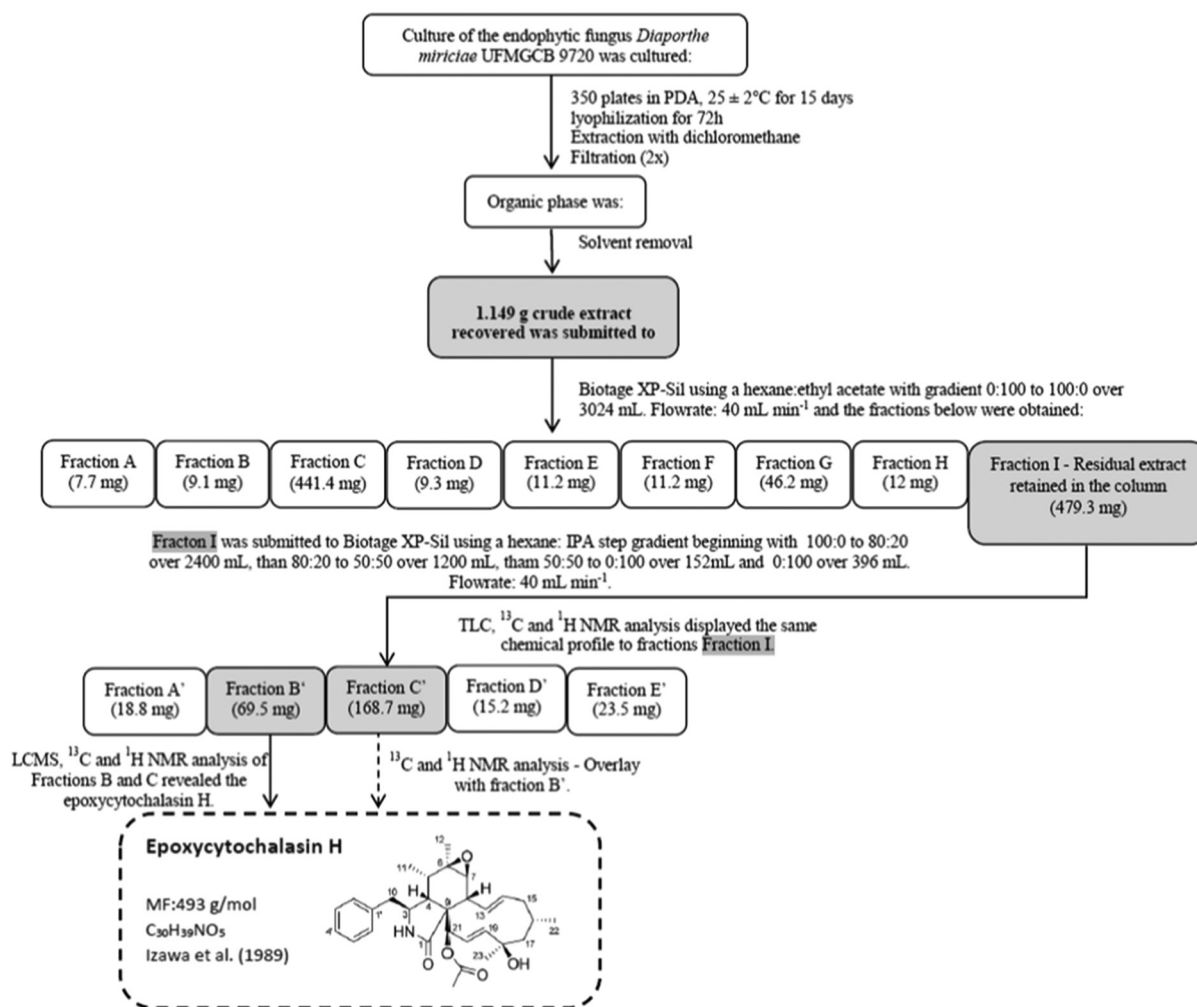 Culture of the endophytic fungus Diaporthe
miriciae UFMGCB 9720 was cultured:
350 plates in PDA, 25 ± 2°C for 15 days
lyophilization for 72h
Extraction with dichloromethane
Filtration (2x)
Organic phase was:
Solvent removal
1.149 g crude extract
recovered was submitted to
Biotage XP-Sil using a hexane:ethyl acetate with gradient 0:100 to 100:0 over
3024 mL. Flowrate: 40 mL min⁻¹ and the fractions below were obtained:
Fraction A
(7.7 mg)
Fraction B
(9.1 mg)
Fraction C
(441.4 mg)
Fraction D
(9.3 mg)
Fraction E
(11.2 mg)
Fraction F
(11.2 mg)
Fraction G
(46.2 mg)
Fraction H
(12 mg)
Fraction I - Residual extract
retained in the column
(479.3 mg)
Fracton I was submitted to Biotage XP-Sil using a hexane: IPA step gradient beginning with 100:0 to 80:20
over 2400 mL, than 80:20 to 50:50 over 1200 mL, tham 50:50 to 0:100 over 152mL and 0:100 over 396 mL.
Flowrate: 40 mL min⁻¹.
TLC, ¹³C and ¹H NMR analysis displayed the same
chemical profile to fractions Fraction I.
Fraction A'
(18.8 mg)
Fraction B'
(69.5 mg)
Fraction C'
(168.7 mg)
Fraction D'
(15.2 mg)
Fraction E'
(23.5 mg)
LCMS, ¹³C and ¹H NMR analysis of
Fractions B and C revealed the
epoxycytochalasin H.
¹³C and ¹H NMR analysis - Overlay
with fraction B'.
Epoxycytochalasin H
MF:493 g/mol
C₃₀H₃₉NO₅
Izawa et al. (1989)
12
O
11
6
7
H
H
10
4
9
13
15
3
1'
4'
HN
1
21
19
17
22
O
O
O
23
OH